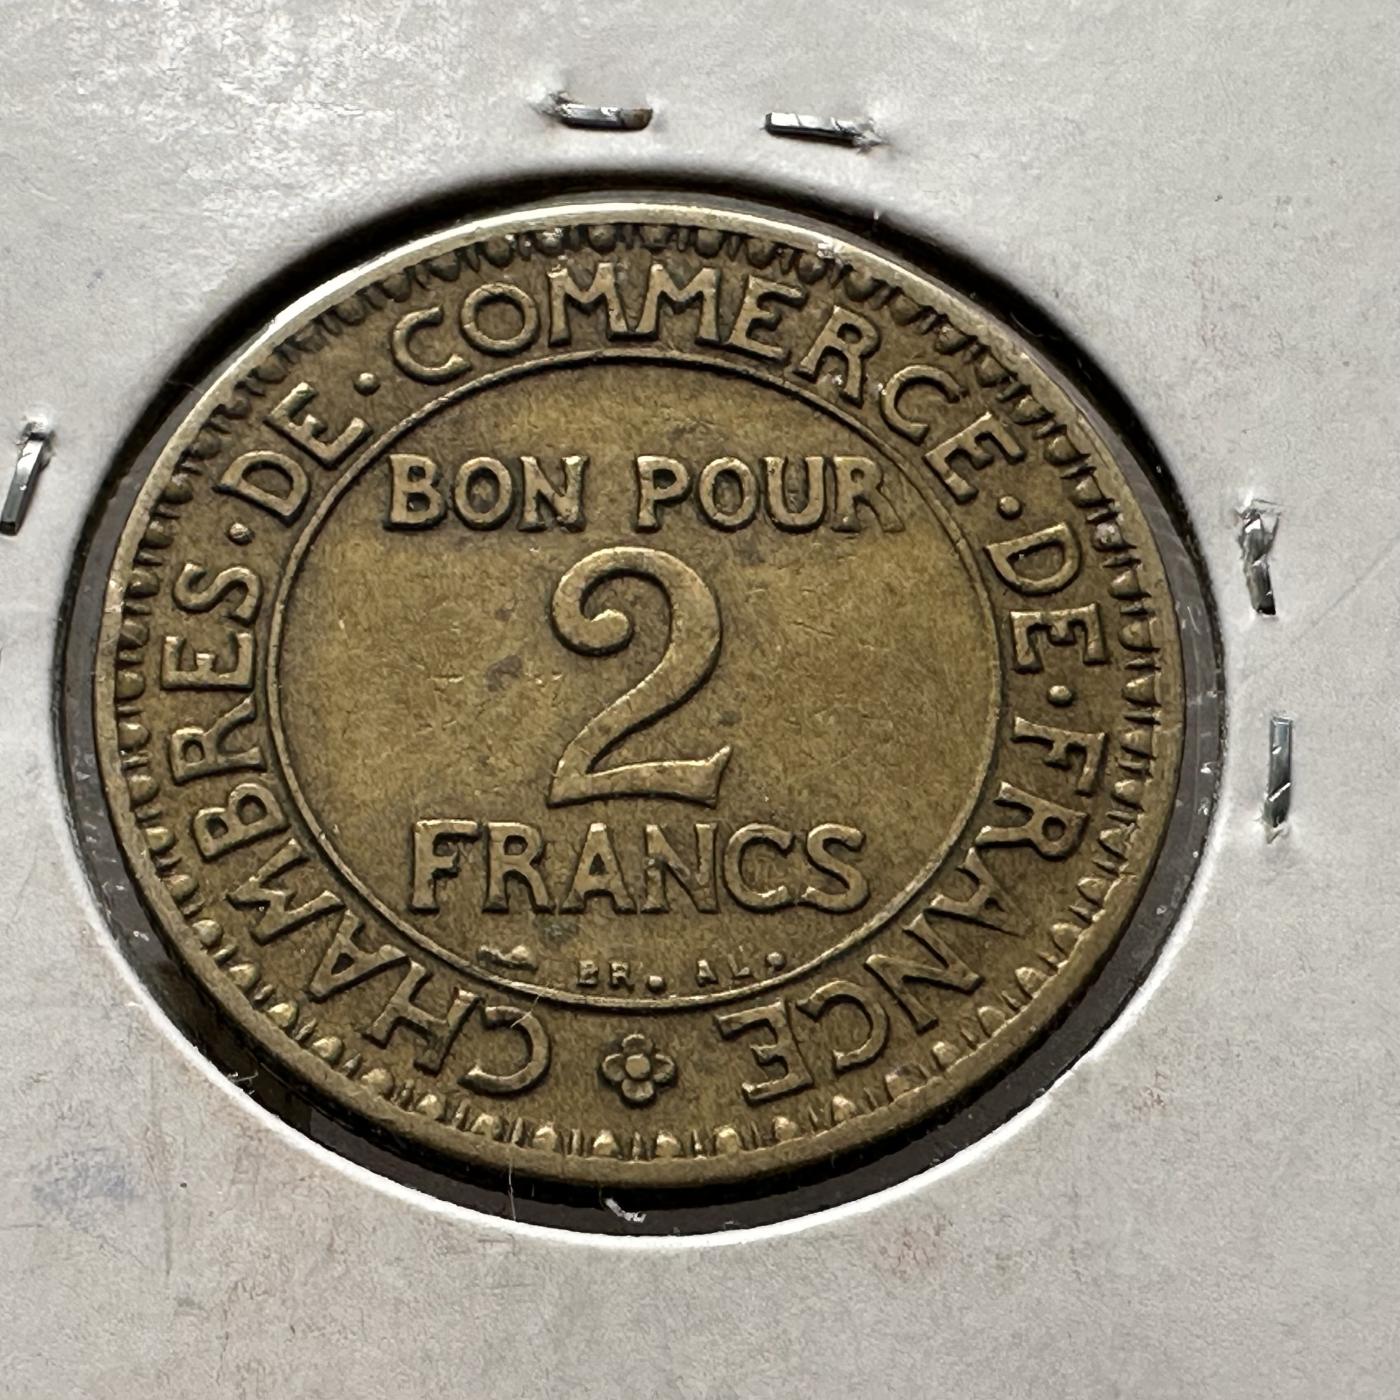 CHAMBRES · DE · COMMERCE · DE · FRANCE
BON POUR
2
FRANCS
BR. AL.